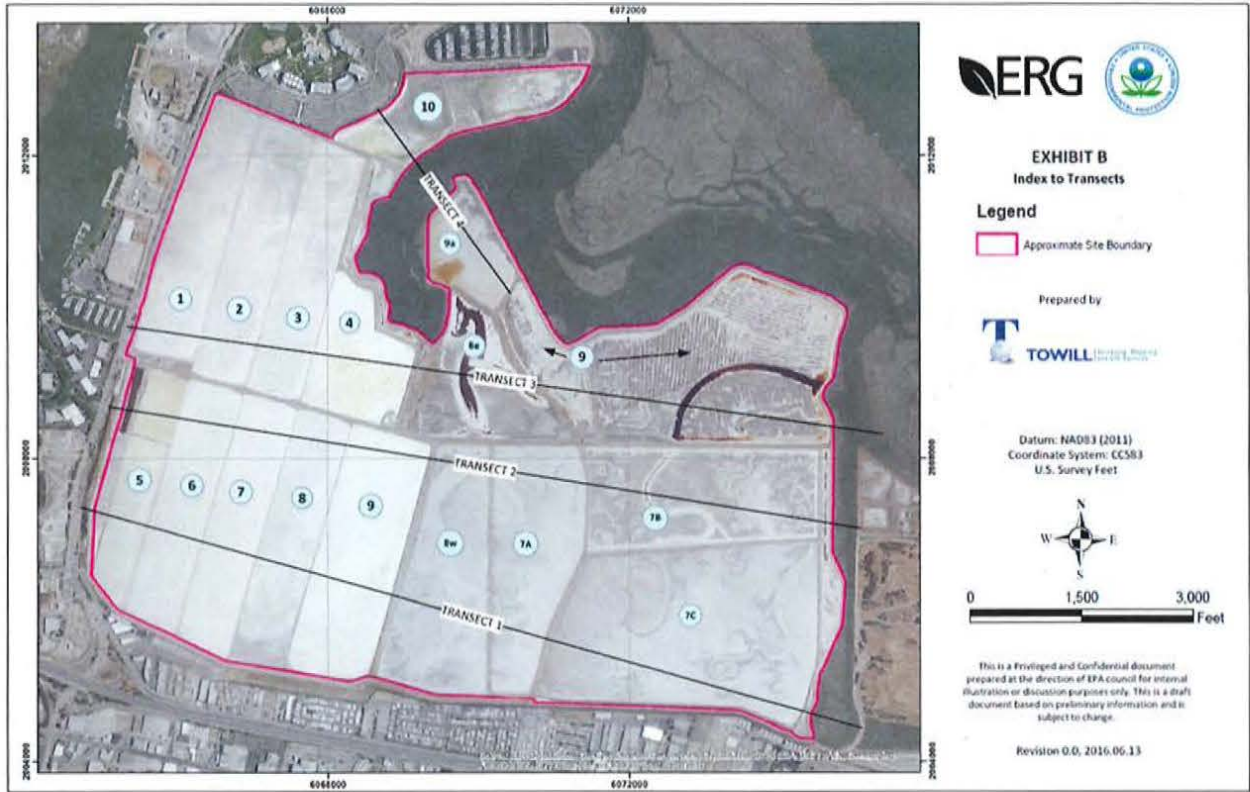 6068000
6072000
2012000
2012000
2008000
2008000
2004000
2004000
6068000
6072000
10
TRANSECT 4
9a
1
2
3
4
8e
9
TRANSECT 3
TRANSECT 2
5
6
7
8
9
8w
7A
7B
7C
TRANSECT 1
ERG
EXHIBIT B
Index to Transects
Legend
Approximate Site Boundary
Prepared by
T
TOWILL
Datum: NAD83 (2011)
Coordinate System: CCS83
U.S. Survey Feet
N
W
E
S
0
1,500
3,000
Feet
This is a Privileged and Confidential document
prepared at the direction of EPA council for internal
illustration or discussion purposes only. This is a draft
document based on preliminary information and is
subject to change.
Revision 0.0, 2016.06.13